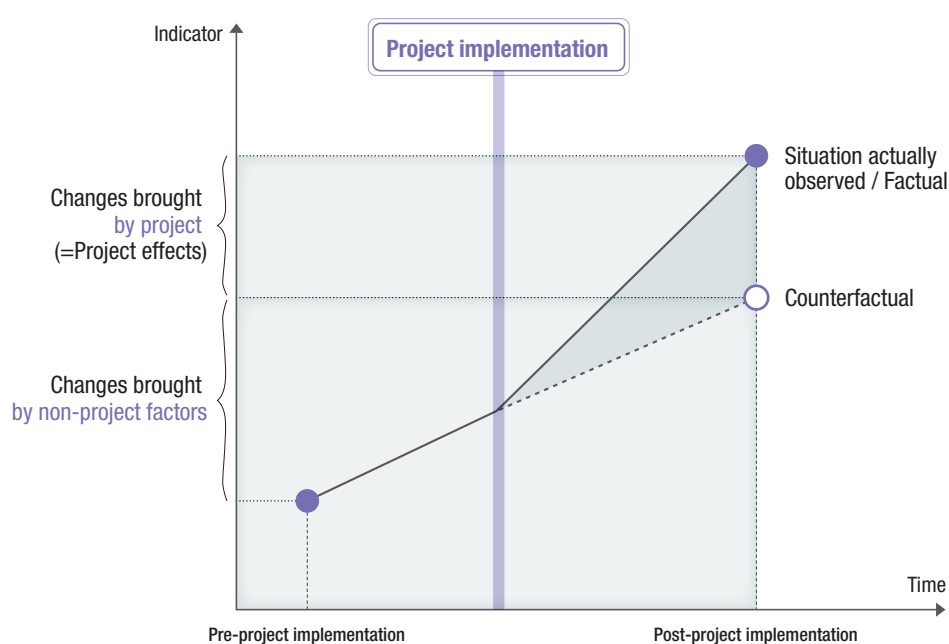 Indicator
Project implementation
Situation actually
observed / Factual
Changes brought
by project
(=Project effects)
Counterfactual
Changes brought
by non-project factors
Time
Pre-project implementation
Post-project implementation